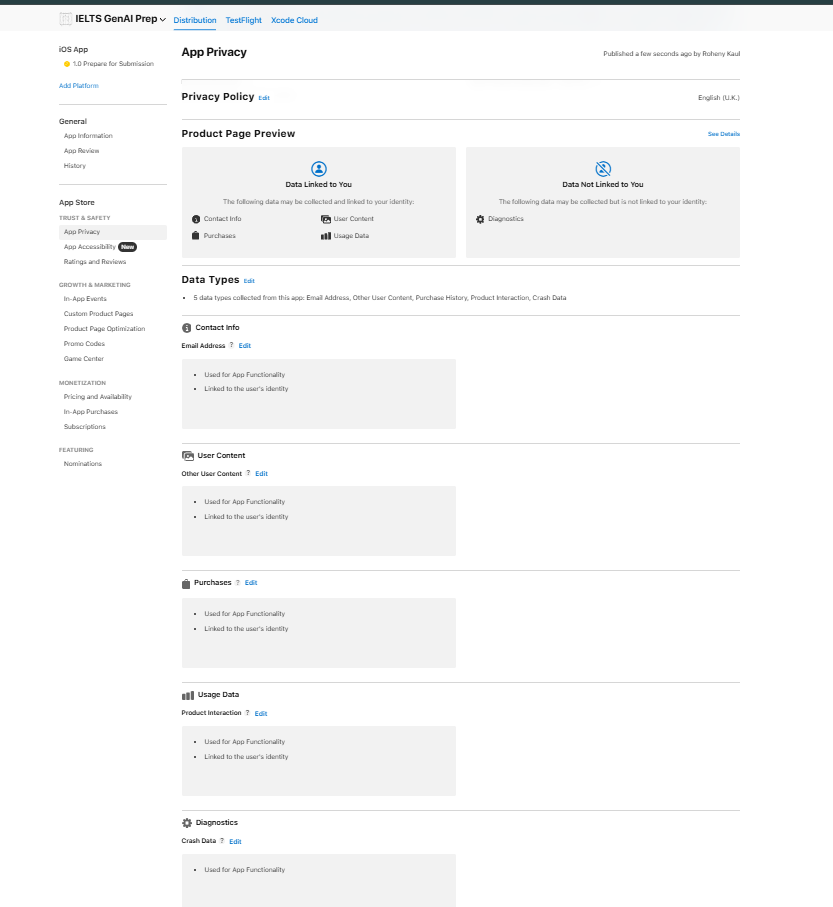 IELTS GenAI Prep
Distribution
TestFlight
Xcode Cloud
iOS App
1.0 Prepare for Submission
Add Platform
General
App Information
App Review
History
App Store
TRUST & SAFETY
App Privacy
App Accessibility New
Ratings and Reviews
GROWTH & MARKETING
In-App Events
Custom Product Pages
Product Page Optimization
Promo Codes
Game Center
MONETIZATION
Pricing and Availability
In-App Purchases
Subscriptions
FEATURING
Nominations
App Privacy
Published a few seconds ago by Roheny Kaul
Privacy Policy Edit
English (U.K.)
Product Page Preview
See Details
Data Linked to You
The following data may be collected and linked to your identity:
Contact Info
User Content
Purchases
Usage Data
Data Not Linked to You
The following data may be collected but is not linked to your identity:
Diagnostics
Data Types Edit
• 5 data types collected from this app: Email Address, Other User Content, Purchase History, Product Interaction, Crash Data
Contact Info
Email Address ? Edit
• Used for App Functionality
• Linked to the user's identity
User Content
Other User Content ? Edit
• Used for App Functionality
• Linked to the user's identity
Purchases ? Edit
• Used for App Functionality
• Linked to the user's identity
Usage Data
Product Interaction ? Edit
• Used for App Functionality
• Linked to the user's identity
Diagnostics
Crash Data ? Edit
• Used for App Functionality